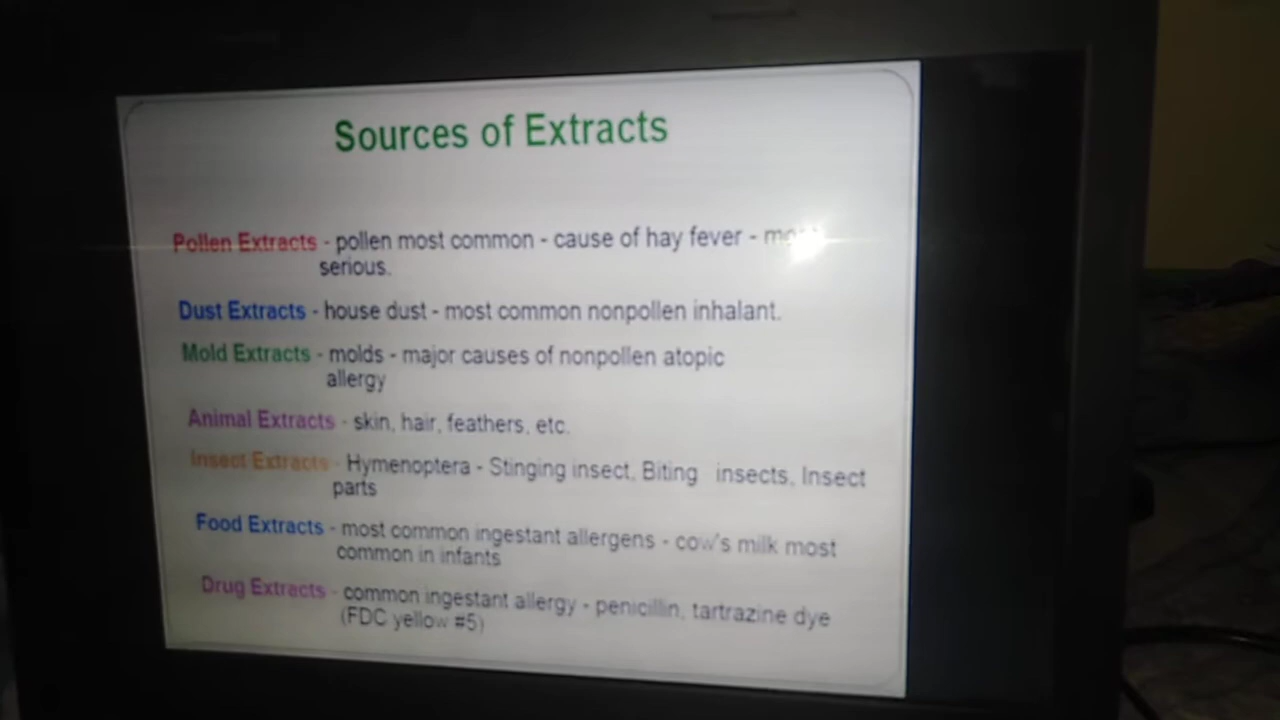 Sources of Extracts
Pollen Extracts - pollen most common - cause of hay fever -
serious.
Dust Extracts - house dust - most common nonpollen inhalant.
Mold Extracts - molds - major causes of nonpollen atopic
allergy
Animal Extracts - skin, hair, feathers, etc.
Insect Extracts - Hymenoptera - Stinging insect, Biting insects, Insect
parts
Food Extracts - most common ingestant allergens - cow's milk most
common in infants
Drug Extracts - common ingestant allergy - penicillin, tartrazine dye
(FDC yellow #5)